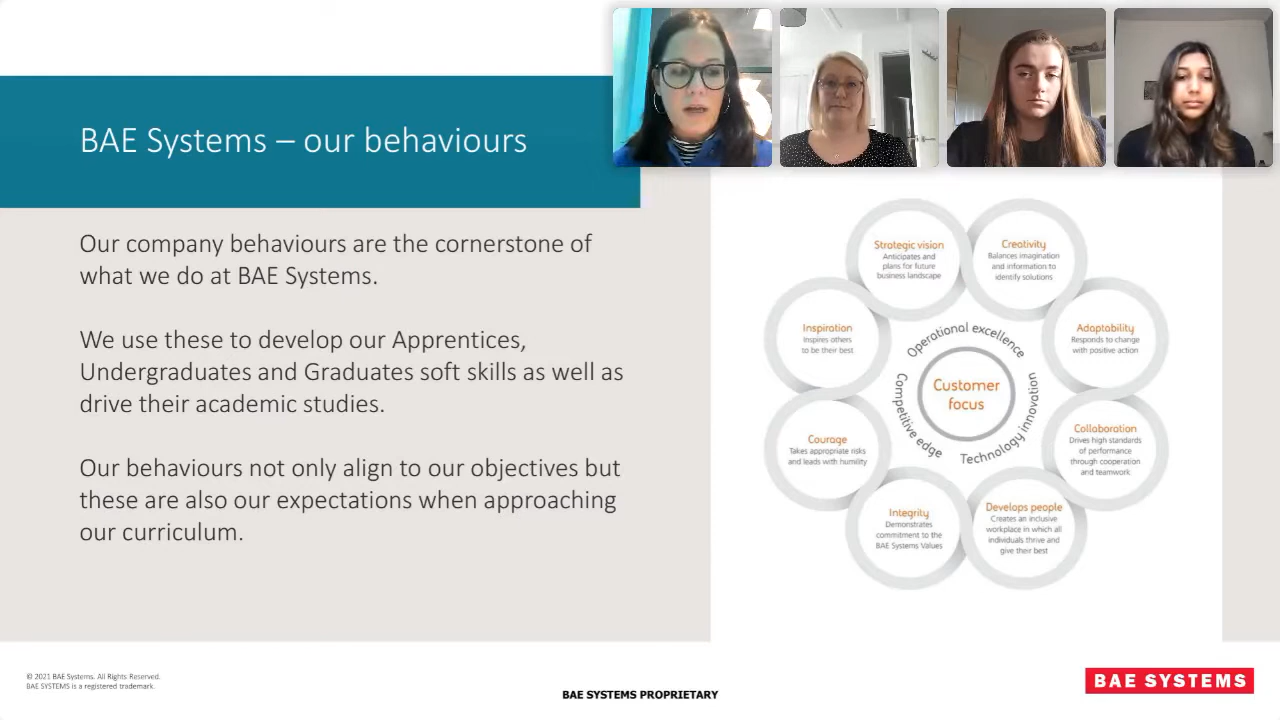 BAE Systems – our behaviours
Our company behaviours are the cornerstone of
what we do at BAE Systems.
We use these to develop our Apprentices,
Undergraduates and Graduates soft skills as well as
drive their academic studies.
Our behaviours not only align to our objectives but
these are also our expectations when approaching
our curriculum.
Strategic vision
Anticipates and
plans for future
business landscape
Creativity
Balances imagination
and information to
identify solutions
Inspiration
Inspires others
to be their best
Adaptability
Responds to change
with positive action
Operational excellence
Competitive edge
Technology innovation
Customer
focus
Courage
Takes appropriate risks
and leads with humility
Collaboration
Drives high standards
of performance
through cooperation
and teamwork
Integrity
Demonstrates
commitment to the
BAE Systems Values
Develops people
Creates an inclusive
workplace in which all
individuals thrive and
give their best
© 2021 BAE Systems. All Rights Reserved.
BAE SYSTEMS is a registered trademark.
BAE SYSTEMS PROPRIETARY
BAE SYSTEMS